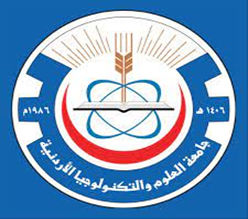 ١٤٠٦ هـ
١٩٨٦ م
جامعة العلوم والتكنولوجيا الأردنية